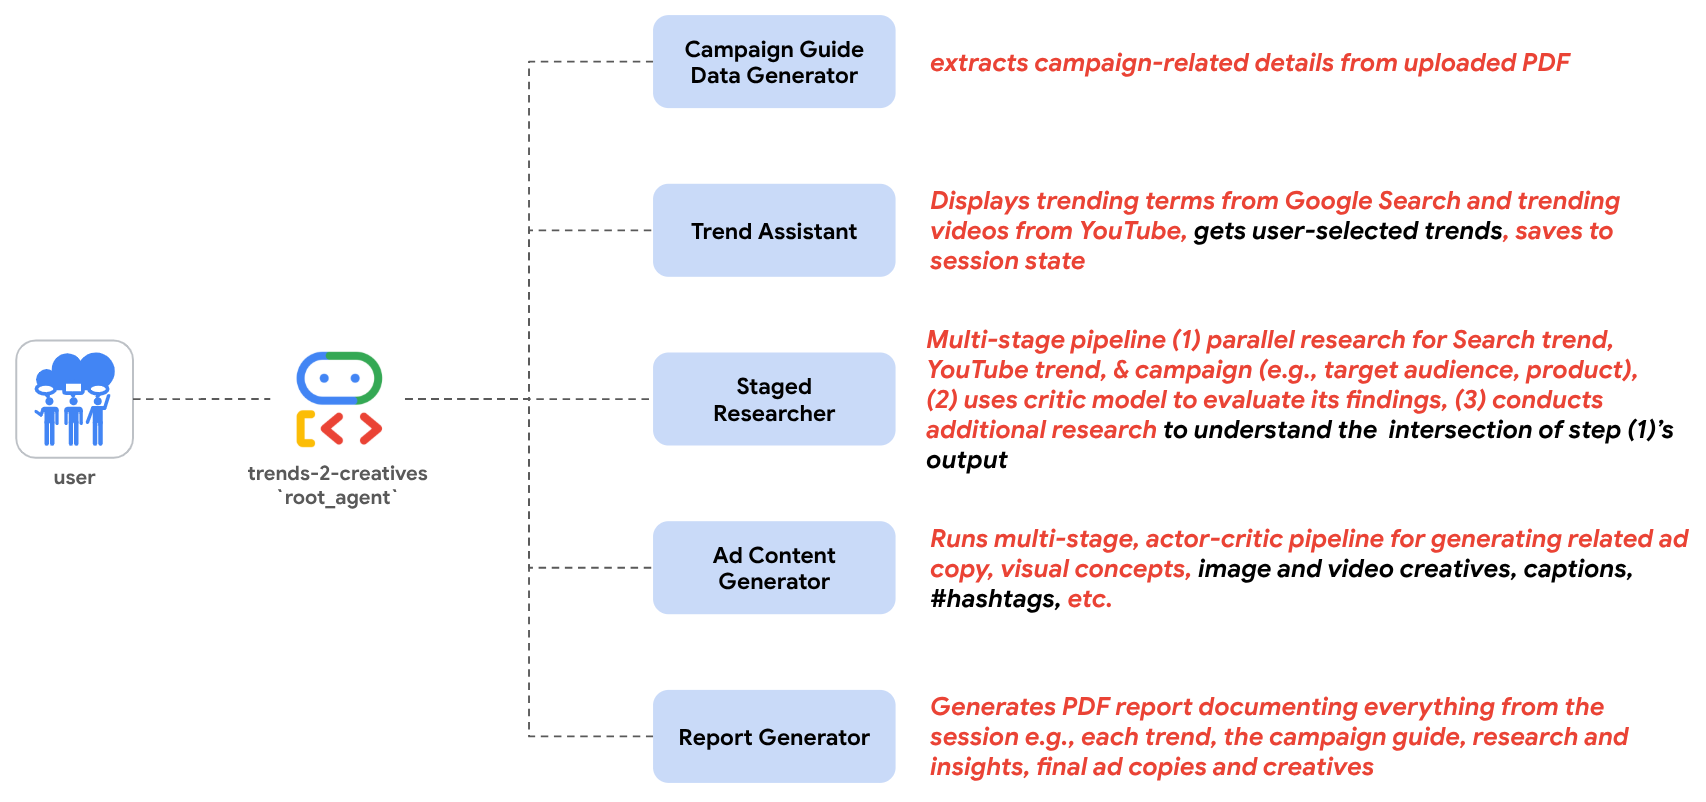 Campaign Guide
Data Generator
extracts campaign-related details from uploaded PDF
Trend Assistant
Displays trending terms from Google Search and trending
videos from YouTube, gets user-selected trends, saves to
session state
Staged
Researcher
Multi-stage pipeline (1) parallel research for Search trend,
YouTube trend, & campaign (e.g., target audience, product),
(2) uses critic model to evaluate its findings, (3) conducts
additional research to understand the intersection of step (1)’s
output
user
trends-2-creatives
`root_agent`
Ad Content
Generator
Runs multi-stage, actor-critic pipeline for generating related ad
copy, visual concepts, image and video creatives, captions,
#hashtags, etc.
Report Generator
Generates PDF report documenting everything from the
session e.g., each trend, the campaign guide, research and
insights, final ad copies and creatives